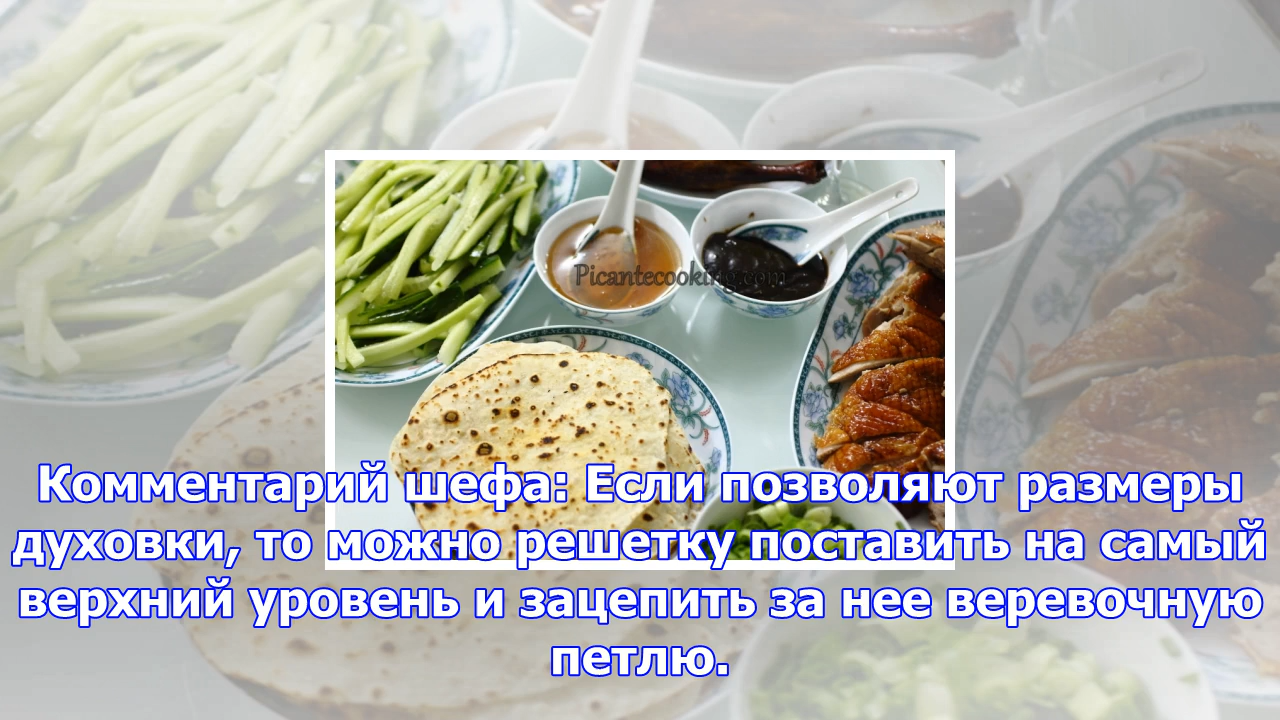 Picantecooking.com
Комментарий шефа: Если позволяют размеры
духовки, то можно решетку поставить на самый
верхний уровень и зацепить за нее веревочную
петлю.